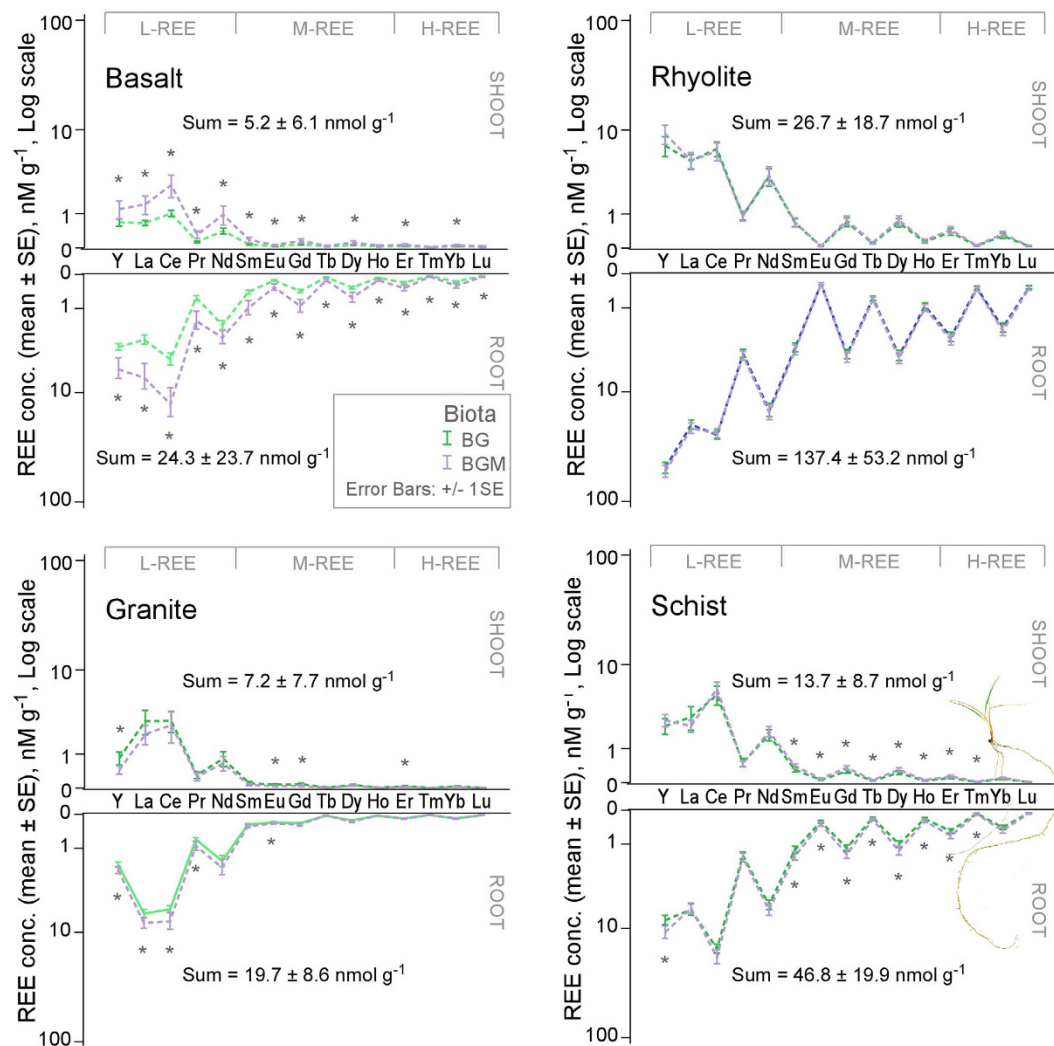 L-REE M-REE H-REE
Basalt
Sum = 5.2 ± 6.1 nmol g⁻¹
SHOOT
REE conc. (mean ± SE), nM g⁻¹, Log scale
100
10
1
0
* * * * * * * * * * *
Y La Ce Pr Nd Sm Eu Gd Tb Dy Ho Er Tm Yb Lu
0
1
10
100
* * * * * * * * * * * * * * *
ROOT
Sum = 24.3 ± 23.7 nmol g⁻¹
Biota
BG
BGM
Error Bars: +/- 1SE
L-REE M-REE H-REE
Rhyolite
Sum = 26.7 ± 18.7 nmol g⁻¹
SHOOT
REE conc. (mean ± SE), nM g⁻¹, Log scale
100
10
1
0
Y La Ce Pr Nd Sm Eu Gd Tb Dy Ho Er Tm Yb Lu
0
1
10
100
ROOT
Sum = 137.4 ± 53.2 nmol g⁻¹
L-REE M-REE H-REE
Granite
Sum = 7.2 ± 7.7 nmol g⁻¹
SHOOT
REE conc. (mean ± SE), nM g⁻¹, Log scale
100
10
1
0
* * * *
Y La Ce Pr Nd Sm Eu Gd Tb Dy Ho Er Tm Yb Lu
0
1
10
100
* * * * *
ROOT
Sum = 19.7 ± 8.6 nmol g⁻¹
L-REE M-REE H-REE
Schist
Sum = 13.7 ± 8.7 nmol g⁻¹
SHOOT
REE conc. (mean ± SE), nM g⁻¹, Log scale
100
10
1
0
* * * * * * * *
Y La Ce Pr Nd Sm Eu Gd Tb Dy Ho Er Tm Yb Lu
0
1
10
100
* * * * * * * * *
ROOT
Sum = 46.8 ± 19.9 nmol g⁻¹